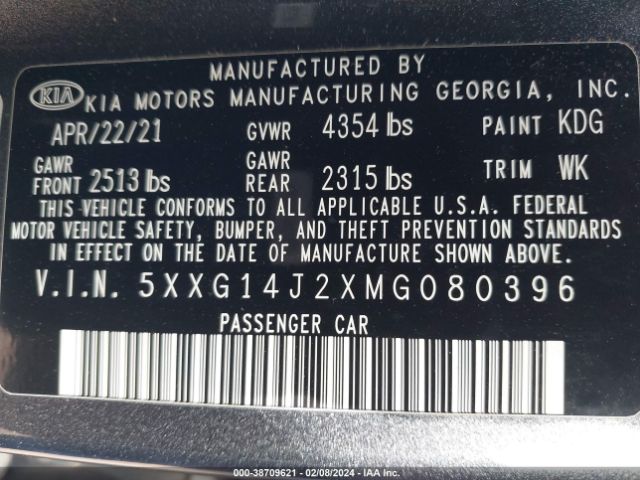 MANUFACTURED BY
KIA KIA MOTORS MANUFACTURING GEORGIA, INC.
APR/22/21 GVWR 4354 lbs PAINT KDG
GAWR FRONT 2513 lbs GAWR REAR 2315 lbs TRIM WK
THIS VEHICLE CONFORMS TO ALL APPLICABLE U.S.A. FEDERAL
MOTOR VEHICLE SAFETY, BUMPER, AND THEFT PREVENTION STANDARDS
IN EFFECT ON THE DATE OF MANUFACTURE SHOWN ABOVE.
V.I.N. 5XXG14J2XMG080396
PASSENGER CAR
000-38709621 - 02/08/2024 - IAA Inc.